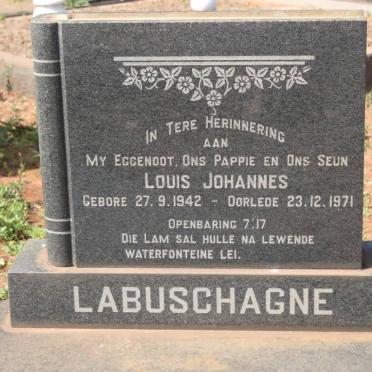 In Tere Herinnering
aan
My Eggenoot, Ons Pappie en Ons Seun
Louis Johannes
Gebore 27.9.1942 - Oorlede 23.12.1971
Openbaring 7:17
Die Lam sal hulle na lewende
waterfonteine lei.
LABUSCHAGNE